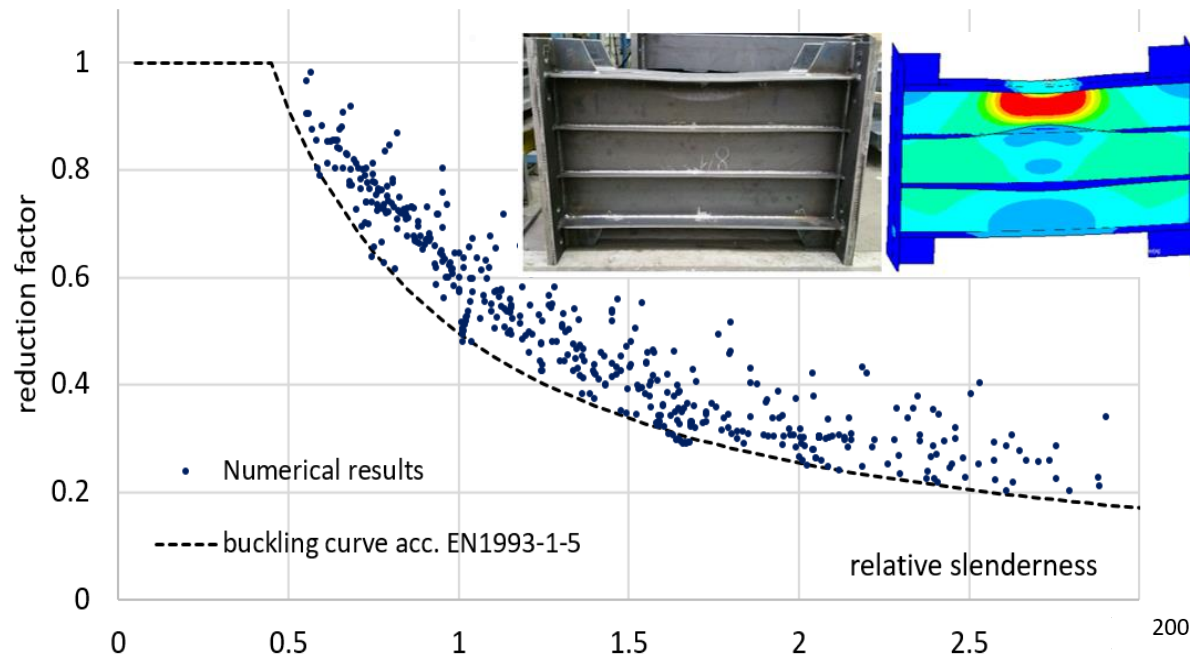 1
0.8
0.6
0.4
0.2
0
reduction factor
Numerical results
buckling curve acc. EN1993-1-5
relative slenderness
0 0.5 1 1.5 2 2.5
200